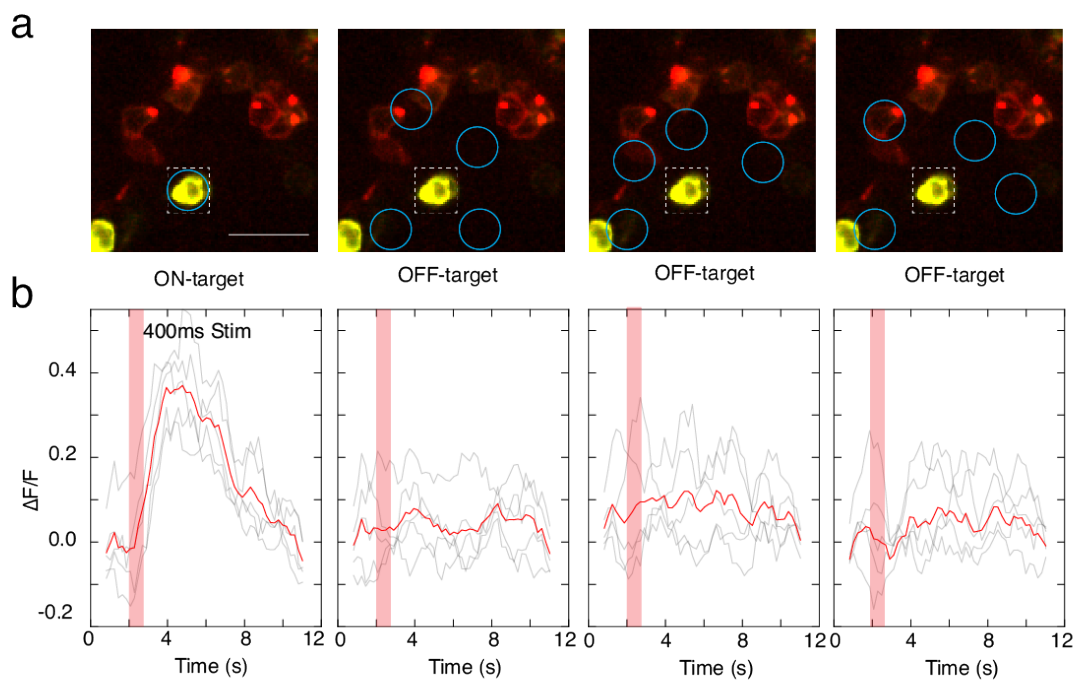 a
ON-target
OFF-target
OFF-target
OFF-target
b
400ms Stim
0.4
0.2
0.0
-0.2
ΔF/F
0 4 8 12
0 4 8 12
0 4 8 12
0 4 8 12
Time (s)
Time (s)
Time (s)
Time (s)